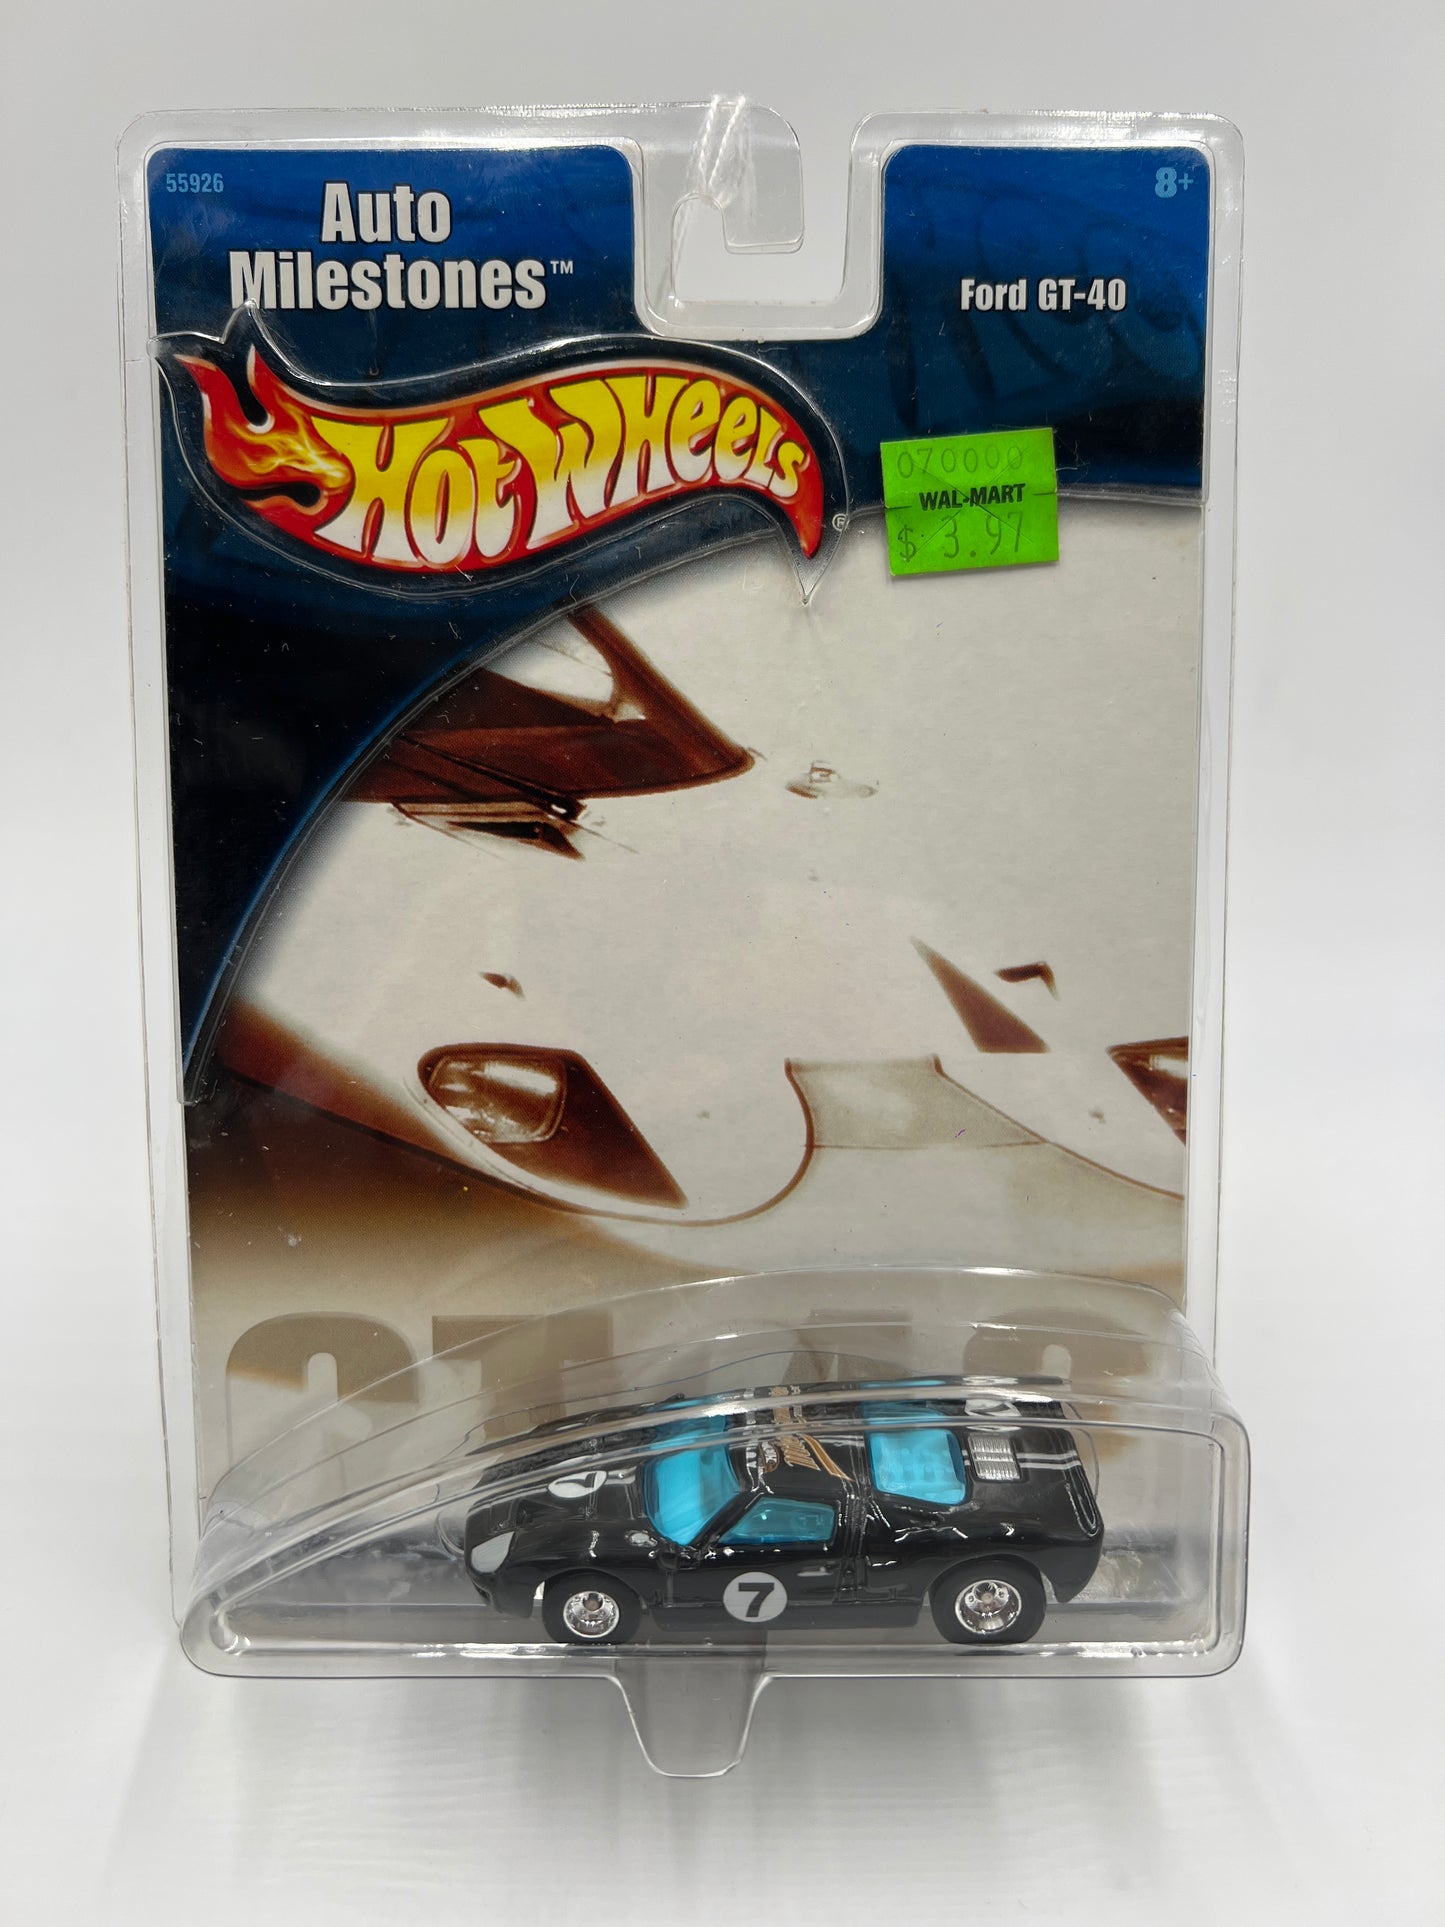 55926
Auto
Milestones™
8+
Ford GT-40
HOT WHEELS®
070000
WAL-MART
$ 3.97
7
7